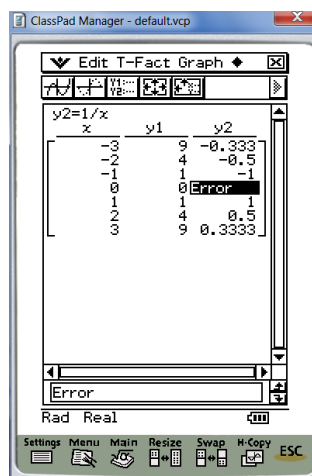 ClassPad Manager - default.vcp
Edit T-Fact Graph
Y1:
Y2:
y2=1/x
x y1 y2
-3 9 -0.333
-2 4 -0.5
-1 1 -1
0 0 Error
1 1 1
2 4 0.5
3 9 0.3333
Error
Rad Real
Settings Menu Main Resize Swap H-Copy ESC